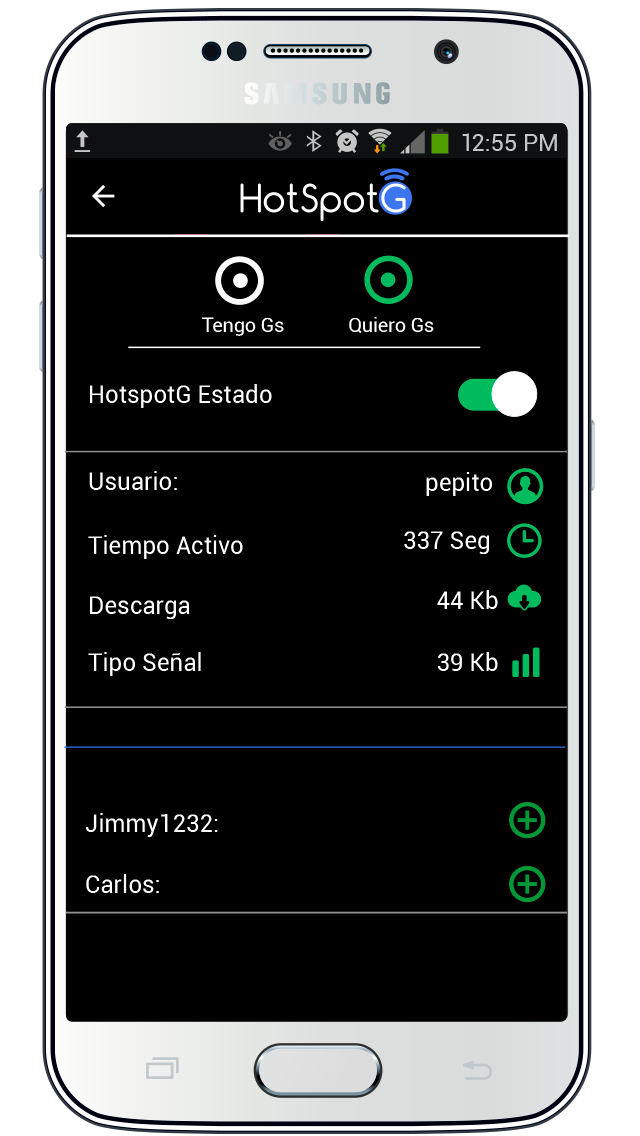 SAMSUNG
12:55 PM
HotSpotG
Tengo Gs Quiero Gs
HotspotG Estado
Usuario: pepito
Tiempo Activo 337 Seg
Descarga 44 Kb
Tipo Señal 39 Kb
Jimmy1232:
Carlos: